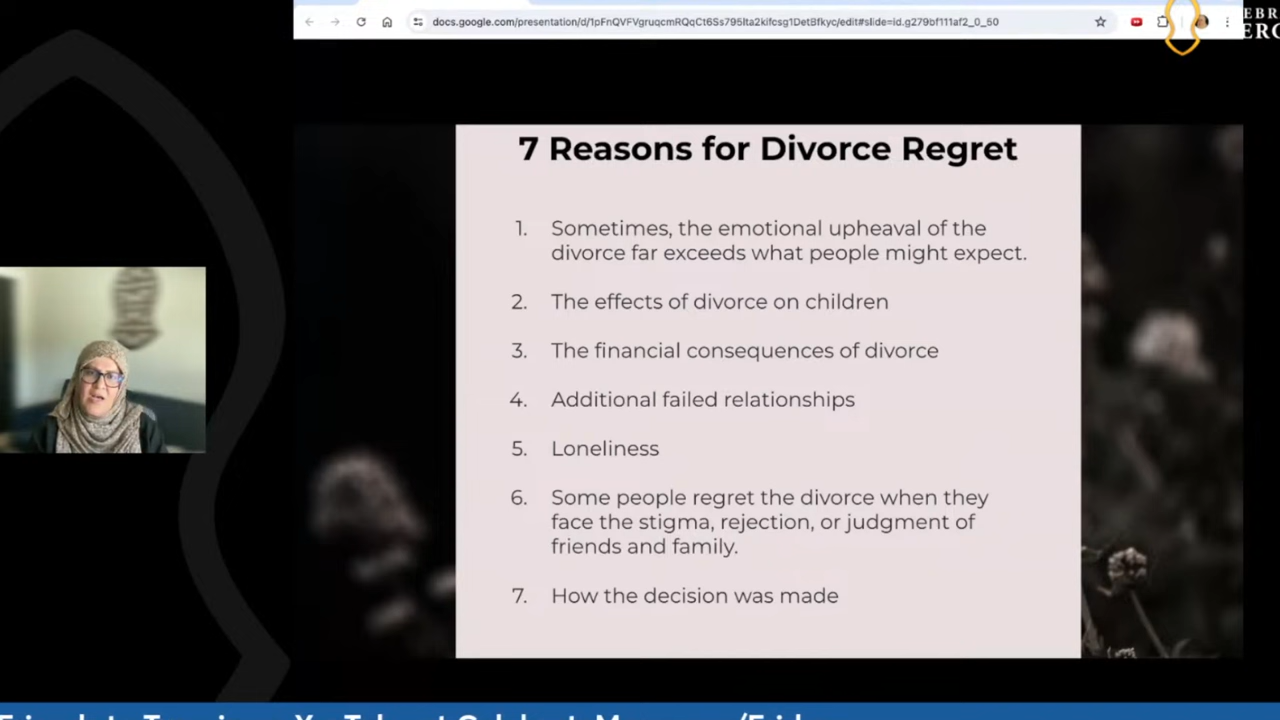 docs.google.com/presentation/d/1pFnQVFVgruqcmRQqCt6Ss795lta2kifcsg1DetBfkyc/edit#slide=id.g279bf111af2_0_50
7 Reasons for Divorce Regret
1. Sometimes, the emotional upheaval of the
divorce far exceeds what people might expect.
2. The effects of divorce on children
3. The financial consequences of divorce
4. Additional failed relationships
5. Loneliness
6. Some people regret the divorce when they
face the stigma, rejection, or judgment of
friends and family.
7. How the decision was made